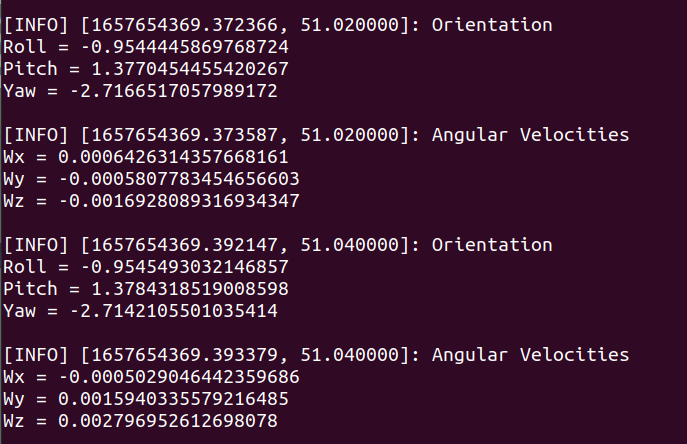 [INFO] [1657654369.372366, 51.020000]: Orientation
Roll = -0.9544445869768724
Pitch = 1.3770454455420267
Yaw = -2.7166517057989172
[INFO] [1657654369.373587, 51.020000]: Angular Velocities
Wx = 0.0006426314357668161
Wy = -0.0005807783454656603
Wz = -0.0016928089316934347
[INFO] [1657654369.392147, 51.040000]: Orientation
Roll = -0.9545493032146857
Pitch = 1.3784318519008598
Yaw = -2.7142105501035414
[INFO] [1657654369.393379, 51.040000]: Angular Velocities
Wx = -0.0005029046442359686
Wy = 0.0015940335579216485
Wz = 0.002796952612698078